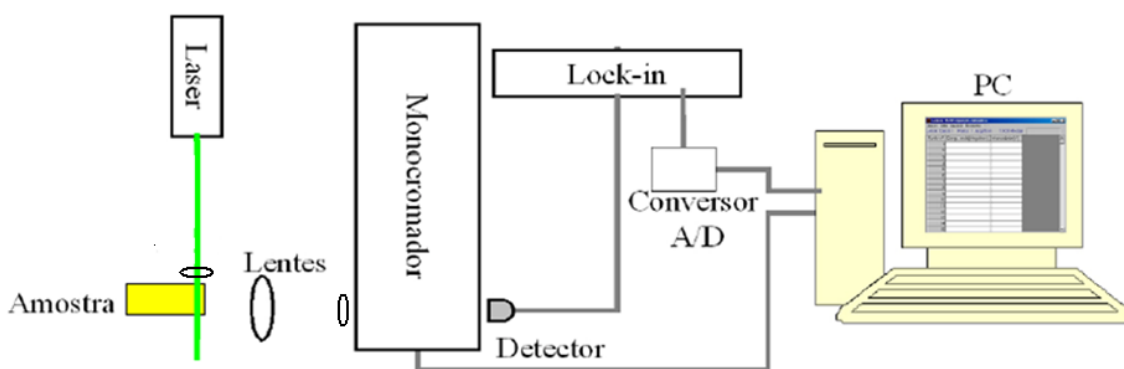 Laser
Monocromador
Lock-in
PC
Conversor
A/D
Lentes
Amostra
Detector